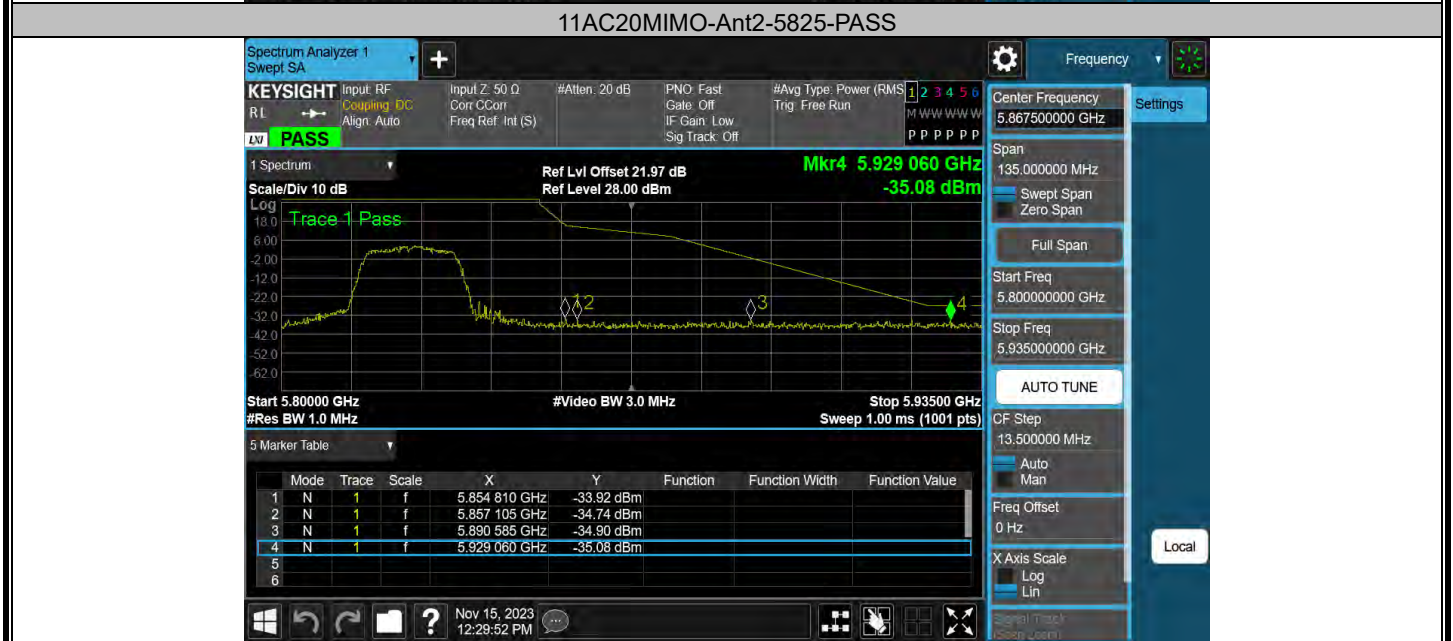 11AC20MIMO-Ant2-5825-PASS
Spectrum Analyzer 1
Swept SA
+
Frequency
KEYSIGHT
RL
LXI
PASS
Input: RF
Coupling: DC
Align: Auto
Input Z: 50 Ω
Corr CCorr
Freq Ref: Int (S)
#Atten: 20 dB
PNO: Fast
Gate: Off
IF Gain: Low
Sig Track: Off
#Avg Type: Power (RMS
Trig: Free Run
1 2 3 4 5 6
M W W W W W
P P P P P P
1 Spectrum
Scale/Div 10 dB
Ref Lvl Offset 21.97 dB
Ref Level 28.00 dBm
Mkr4 5.929 060 GHz
-35.08 dBm
Log
Trace 1 Pass
18.0
8.00
-2.00
-12.0
-22.0
-32.0
-42.0
-52.0
-62.0
1 2
3
4
Start 5.80000 GHz
#Video BW 3.0 MHz
Stop 5.93500 GHz
#Res BW 1.0 MHz
Sweep 1.00 ms (1001 pts)
5 Marker Table
Mode Trace Scale X Y Function Function Width Function Value
1 N 1 f 5.854 810 GHz -33.92 dBm
2 N 1 f 5.857 105 GHz -34.74 dBm
3 N 1 f 5.890 585 GHz -34.90 dBm
4 N 1 f 5.929 060 GHz -35.08 dBm
5
6
?
Nov 15, 2023
12:29:52 PM
Center Frequency
5.867500000 GHz
Settings
Span
135.000000 MHz
Swept Span
Zero Span
Full Span
Start Freq
5.800000000 GHz
Stop Freq
5.935000000 GHz
AUTO TUNE
CF Step
13.500000 MHz
Auto
Man
Freq Offset
0 Hz
X Axis Scale
Log
Lin
Local
Signal Track
(Span Zoom)